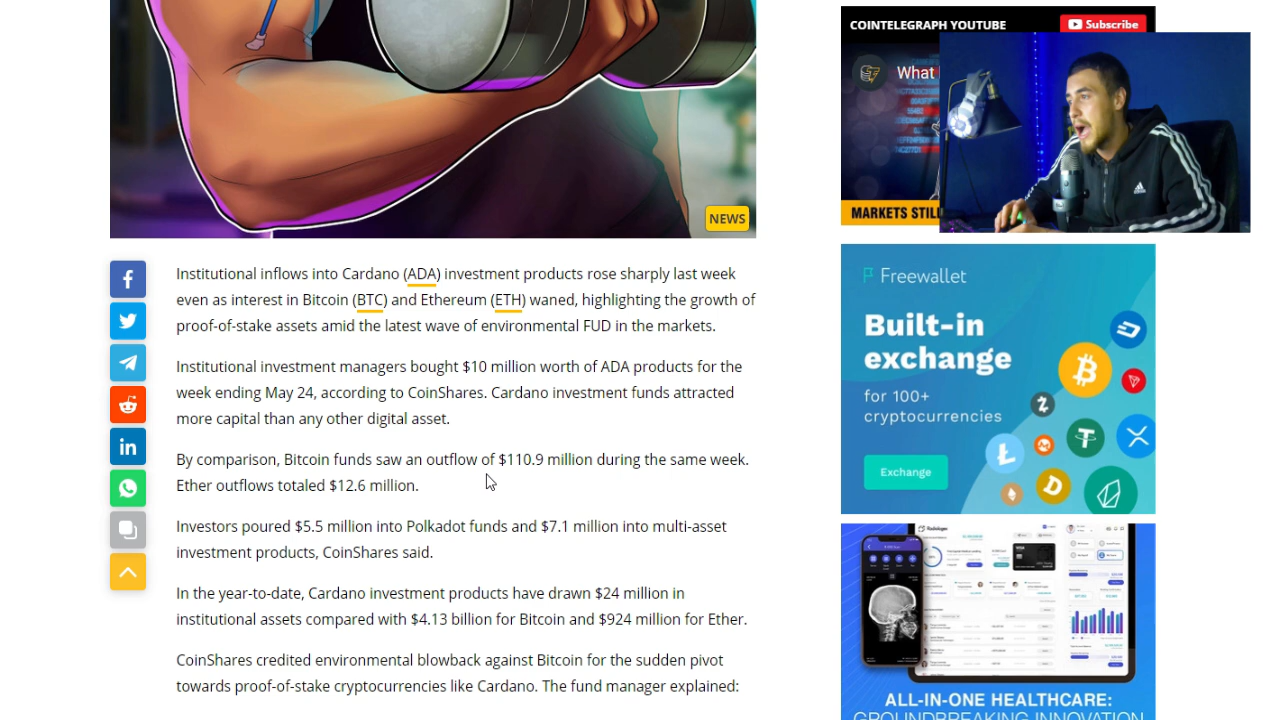 NEWS
Institutional inflows into Cardano (ADA) investment products rose sharply last week
even as interest in Bitcoin (BTC) and Ethereum (ETH) waned, highlighting the growth of
proof-of-stake assets amid the latest wave of environmental FUD in the markets.
Institutional investment managers bought $10 million worth of ADA products for the
week ending May 24, according to CoinShares. Cardano investment funds attracted
more capital than any other digital asset.
By comparison, Bitcoin funds saw an outflow of $110.9 million during the same week.
Ether outflows totaled $12.6 million.
Investors poured $5.5 million into Polkadot funds and $7.1 million into multi-asset
investment products, CoinShares said.
In the year-to-date, Cardano investment products have drawn $24 million in
institutional assets compared with $4.13 billion for Bitcoin and $924 million for Ether.
CoinShares credited environmental blowback against Bitcoin for the sudden pivot
towards proof-of-stake cryptocurrencies like Cardano. The fund manager explained:
COINTELEGRAPH YOUTUBE
Subscribe
What
MARKETS STILL
Freewallet
Built-in
exchange
for 100+
cryptocurrencies
Exchange
ALL-IN-ONE HEALTHCARE:
GROUNDBREAKING INNOVATION